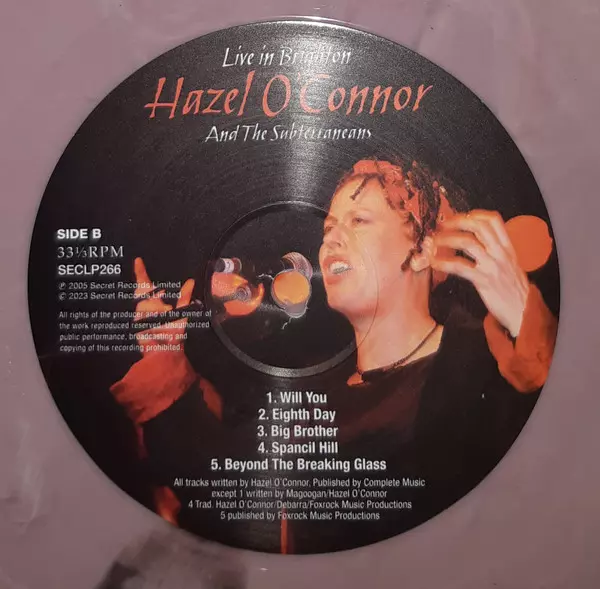 Live in Brighton
Hazel O'Connor
And The Subterraneans
SIDE B
33⅓RPM
SECLP266
℗ 2005 Secret Records Limited
© 2023 Secret Records Limited
All rights of the producer and of the owner of
the work reproduced reserved. Unauthorized
public performance, broadcasting and
copying of this recording prohibited.
1. Will You
2. Eighth Day
3. Big Brother
4. Spancil Hill
5. Beyond The Breaking Glass
All tracks written by Hazel O'Connor, Published by Complete Music
except 1 written by Magoogan/Hazel O'Connor
4 Trad. Hazel O'Connor/Debarra/Foxrock Music Productions
5 published by Foxrock Music Productions